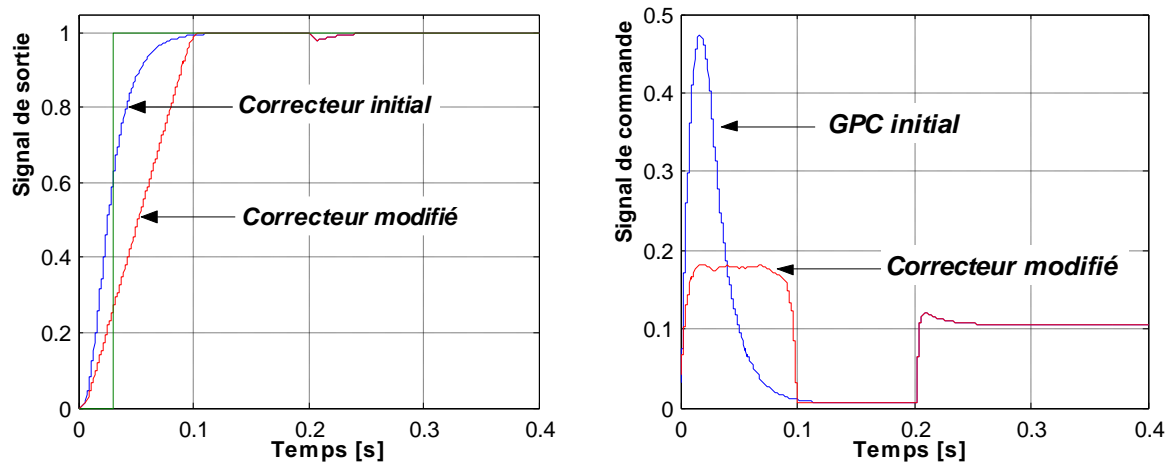 Signal de sortie
1
0.8
0.6
0.4
0.2
0
0
0.1
0.2
0.3
0.4
Temps [s]
Correcteur initial
Correcteur modifié
Signal de commande
0.5
0.4
0.3
0.2
0.1
0
0
0.1
0.2
0.3
0.4
Temps [s]
GPC initial
Correcteur modifié